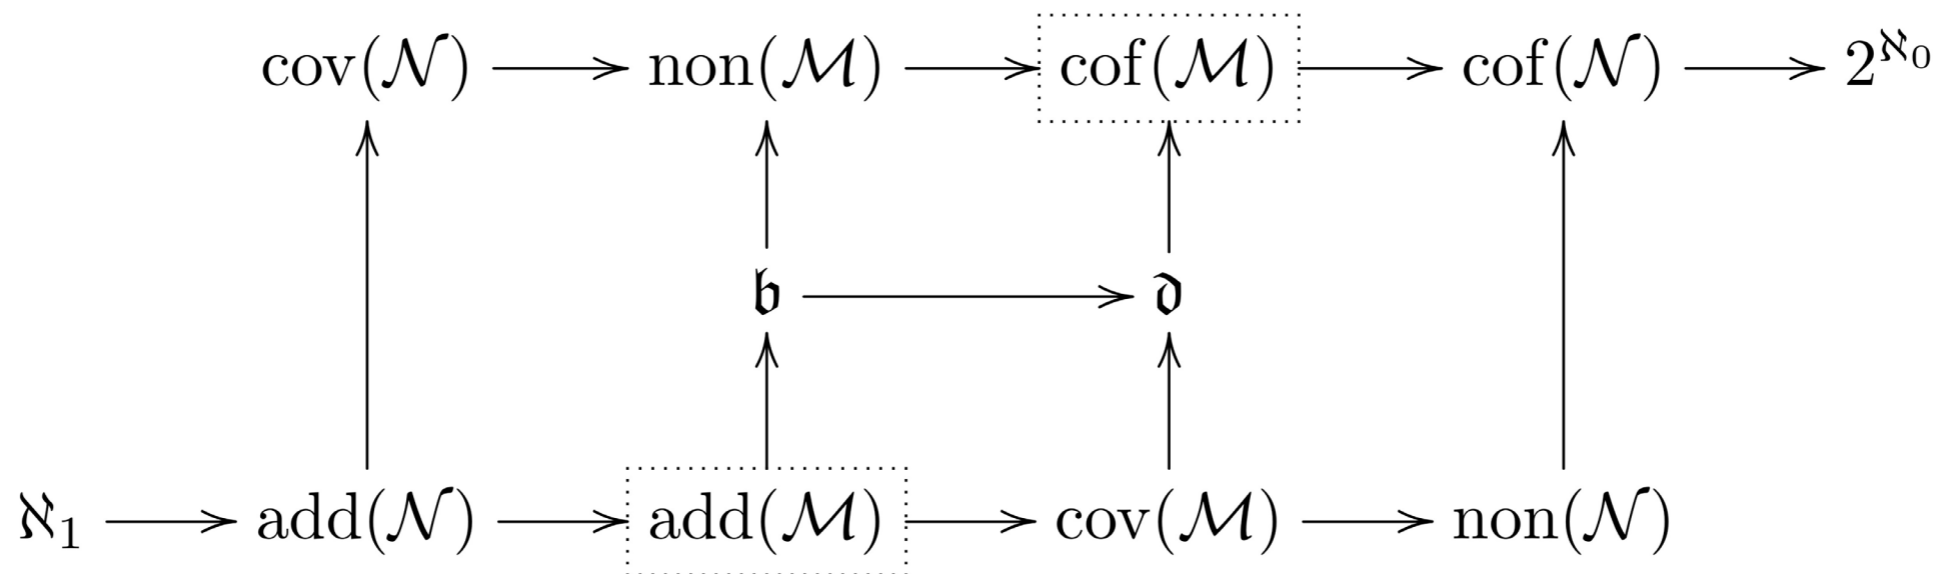 cov(𝒩) non(ℳ) cof(ℳ) cof(𝒩) 2^ℵ₀
𝔟 𝔡
ℵ₁ add(𝒩) add(ℳ) cov(ℳ) non(𝒩)